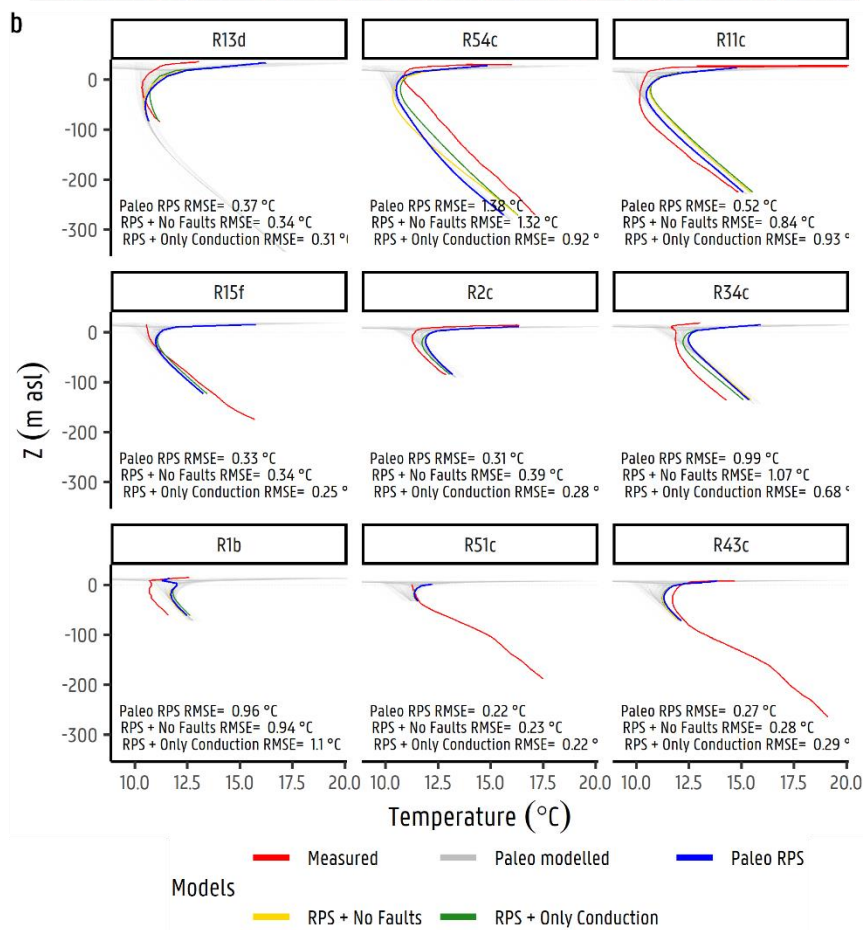 b
R13d
R54c
R11c
0
-100
-200
-300
Paleo RPS RMSE= 0.37 °C
RPS + No Faults RMSE= 0.34 °C
RPS + Only Conduction RMSE= 0.31 °(
Paleo RPS RMSE= 1.38 °C
RPS + No Faults RMSE= 1.32 °C
RPS + Only Conduction RMSE= 0.92 °
Paleo RPS RMSE= 0.52 °C
RPS + No Faults RMSE= 0.84 °C
RPS + Only Conduction RMSE= 0.93 °
R15f
R2c
R34c
0
-100
-200
-300
Paleo RPS RMSE= 0.33 °C
RPS + No Faults RMSE= 0.34 °C
RPS + Only Conduction RMSE= 0.25 °
Paleo RPS RMSE= 0.31 °C
RPS + No Faults RMSE= 0.39 °C
RPS + Only Conduction RMSE= 0.28 °
Paleo RPS RMSE= 0.99 °C
RPS + No Faults RMSE= 1.07 °C
RPS + Only Conduction RMSE= 0.68 °
Z (m asl)
R1b
R51c
R43c
0
-100
-200
-300
Paleo RPS RMSE= 0.96 °C
RPS + No Faults RMSE= 0.94 °C
RPS + Only Conduction RMSE= 1.1 °C
Paleo RPS RMSE= 0.22 °C
RPS + No Faults RMSE= 0.23 °C
RPS + Only Conduction RMSE= 0.22 °
Paleo RPS RMSE= 0.27 °C
RPS + No Faults RMSE= 0.28 °C
RPS + Only Conduction RMSE= 0.29 °
10.0 12.5 15.0 17.5 20.0
10.0 12.5 15.0 17.5 20.0
10.0 12.5 15.0 17.5 20.0
Temperature (°C)
Models
Measured
Paleo modelled
Paleo RPS
RPS + No Faults
RPS + Only Conduction